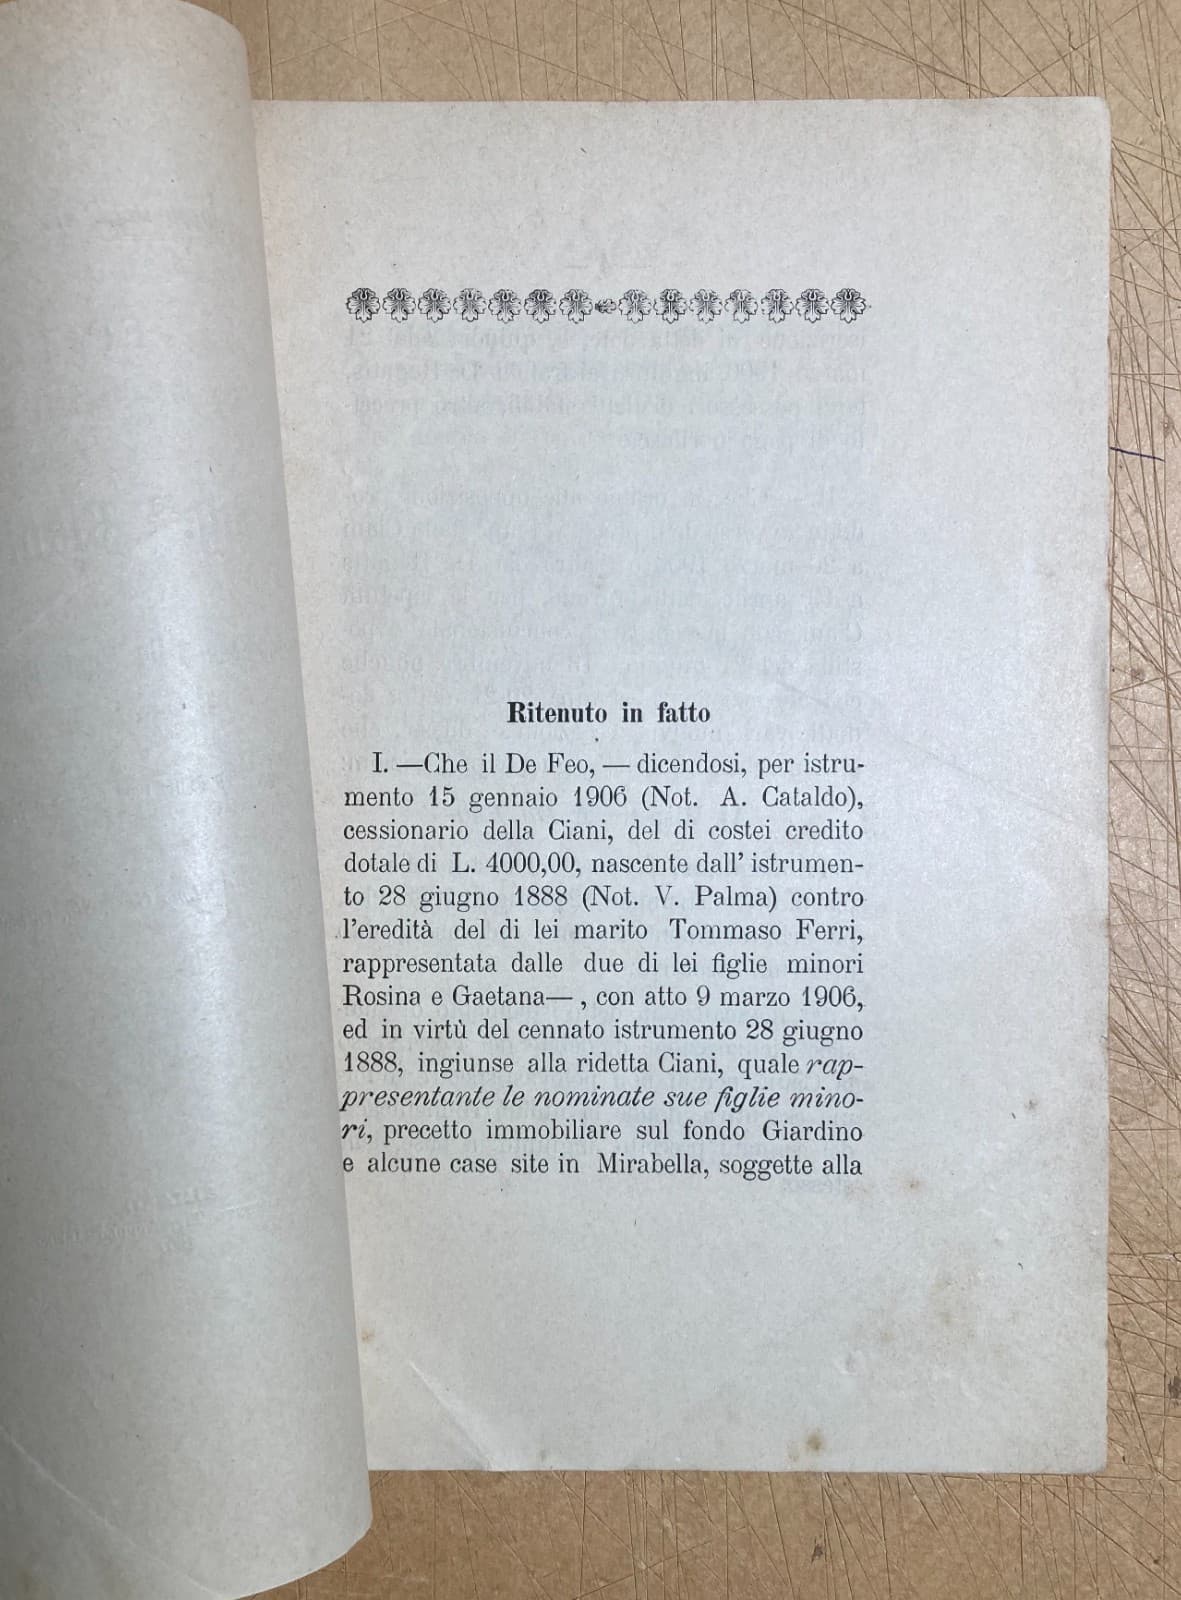 Ritenuto in fatto
I. —Che il De Feo, — dicendosi, per istru-
mento 15 gennaio 1906 (Not. A. Cataldo),
cessionario della Ciani, del di costei credito
dotale di L. 4000,00, nascente dall' istrumen-
to 28 giugno 1888 (Not. V. Palma) contro
l'eredità del di lei marito Tommaso Ferri,
rappresentata dalle due di lei figlie minori
Rosina e Gaetana— , con atto 9 marzo 1906,
ed in virtù del cennato istrumento 28 giugno
1888, ingiunse alla ridetta Ciani, quale rap-
presentante le nominate sue figlie mino-
ri, precetto immobiliare sul fondo Giardino
e alcune case site in Mirabella, soggette alla